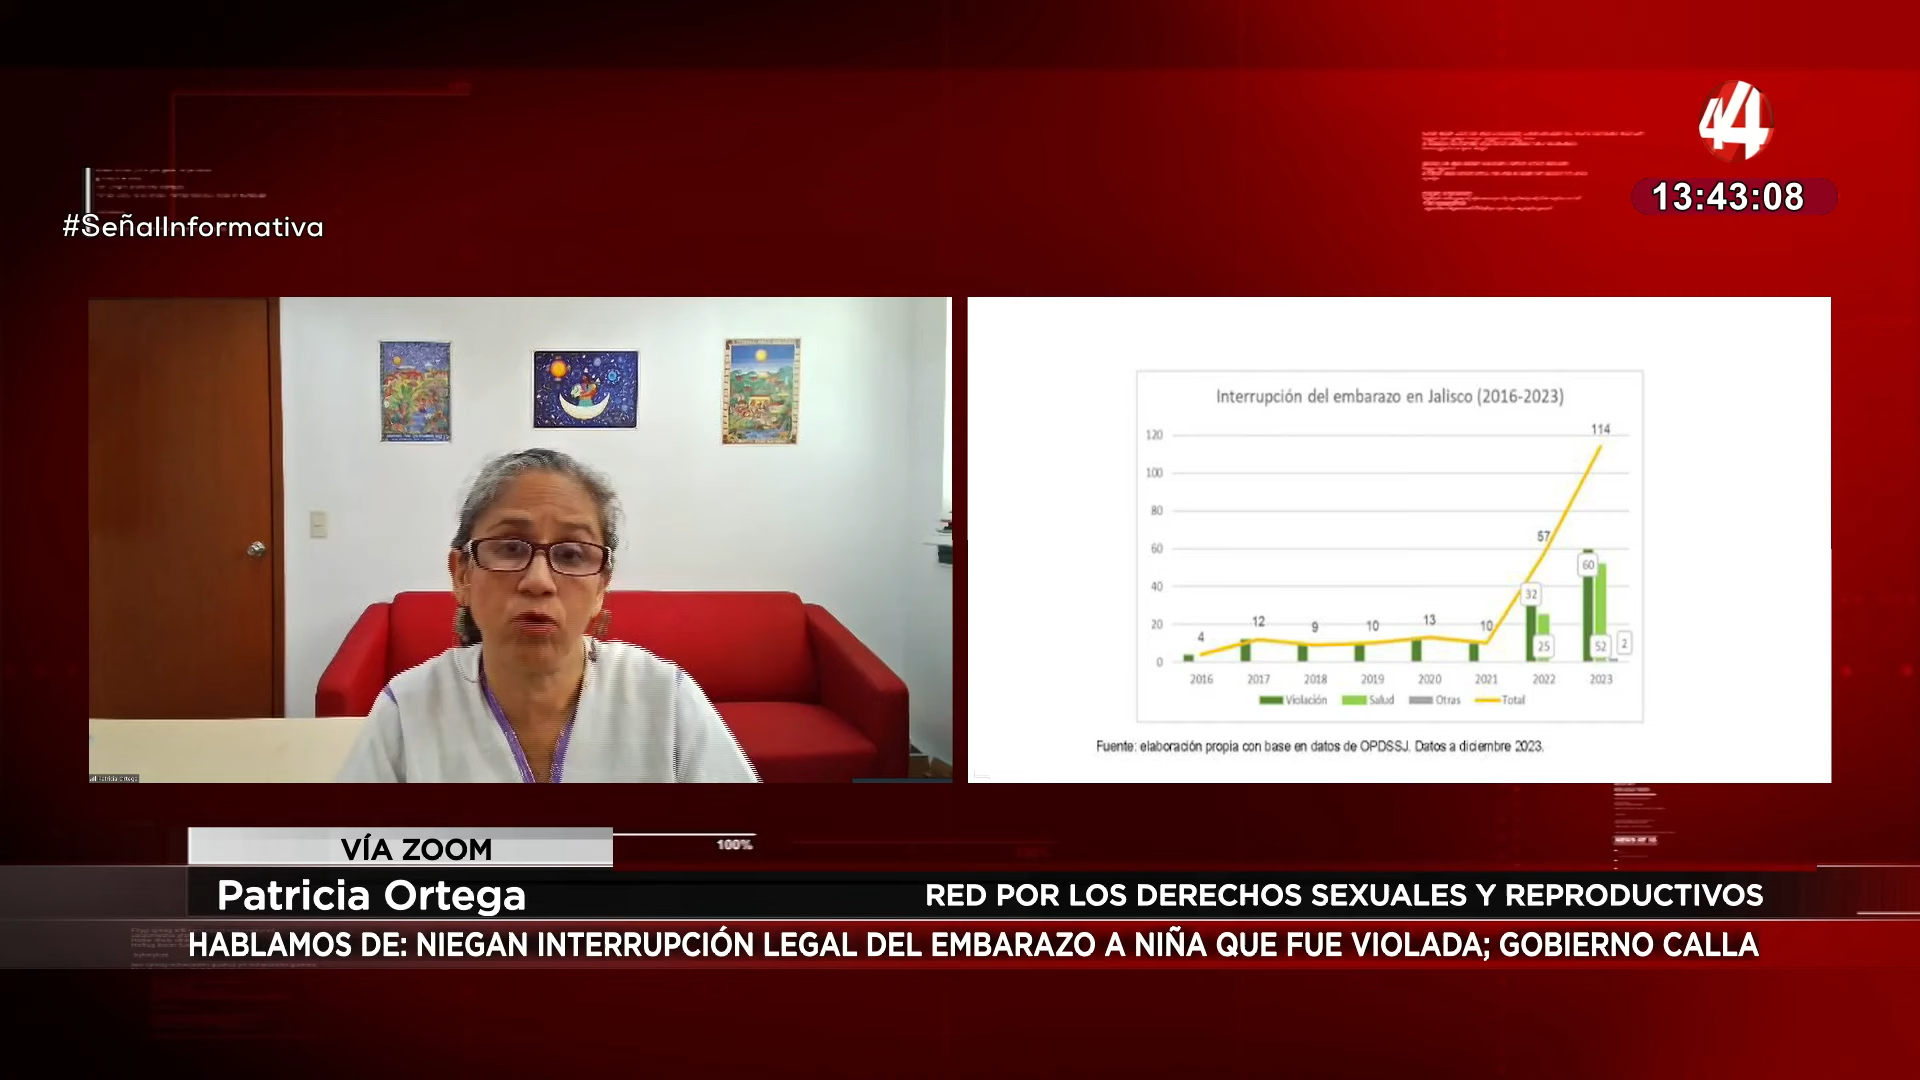 44
13:43:08
#SeñalInformativa
Interrupción del embarazo en Jalisco (2016-2023)
120
100
80
60
40
20
0
4
12
9
10
13
10
57
114
32
25
60
52
2
2016 2017 2018 2019 2020 2021 2022 2023
Violación Salud Otras Total
Fuente: elaboración propia con base en datos de OPDSSJ. Datos a diciembre 2023.
Patricia Ortega
VÍA ZOOM
100%
Patricia Ortega
RED POR LOS DERECHOS SEXUALES Y REPRODUCTIVOS
HABLAMOS DE: NIEGAN INTERRUPCIÓN LEGAL DEL EMBARAZO A NIÑA QUE FUE VIOLADA; GOBIERNO CALLA